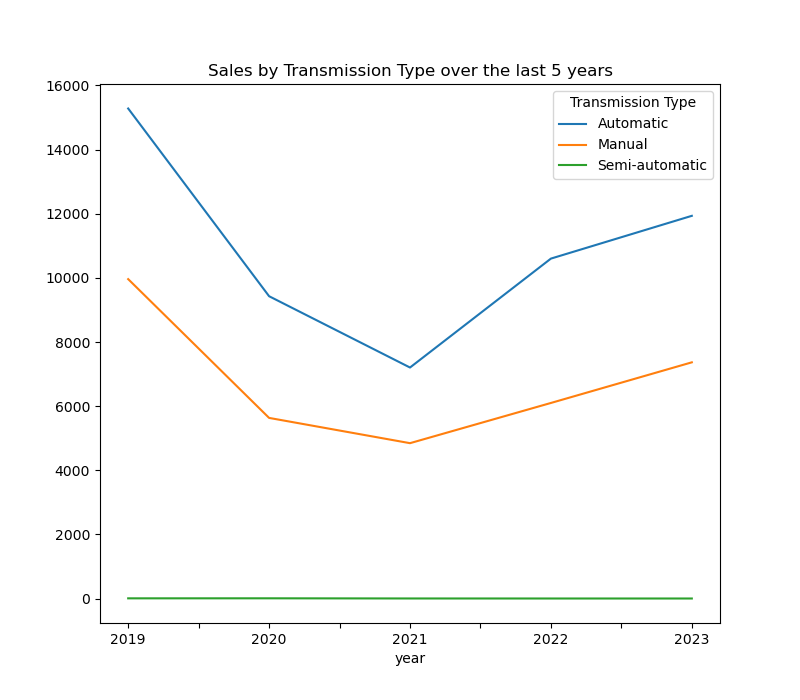 Sales by Transmission Type over the last 5 years
16000
14000
12000
10000
8000
6000
4000
2000
0
Transmission Type
Automatic
Manual
Semi-automatic
2019 2020 2021 2022 2023
year